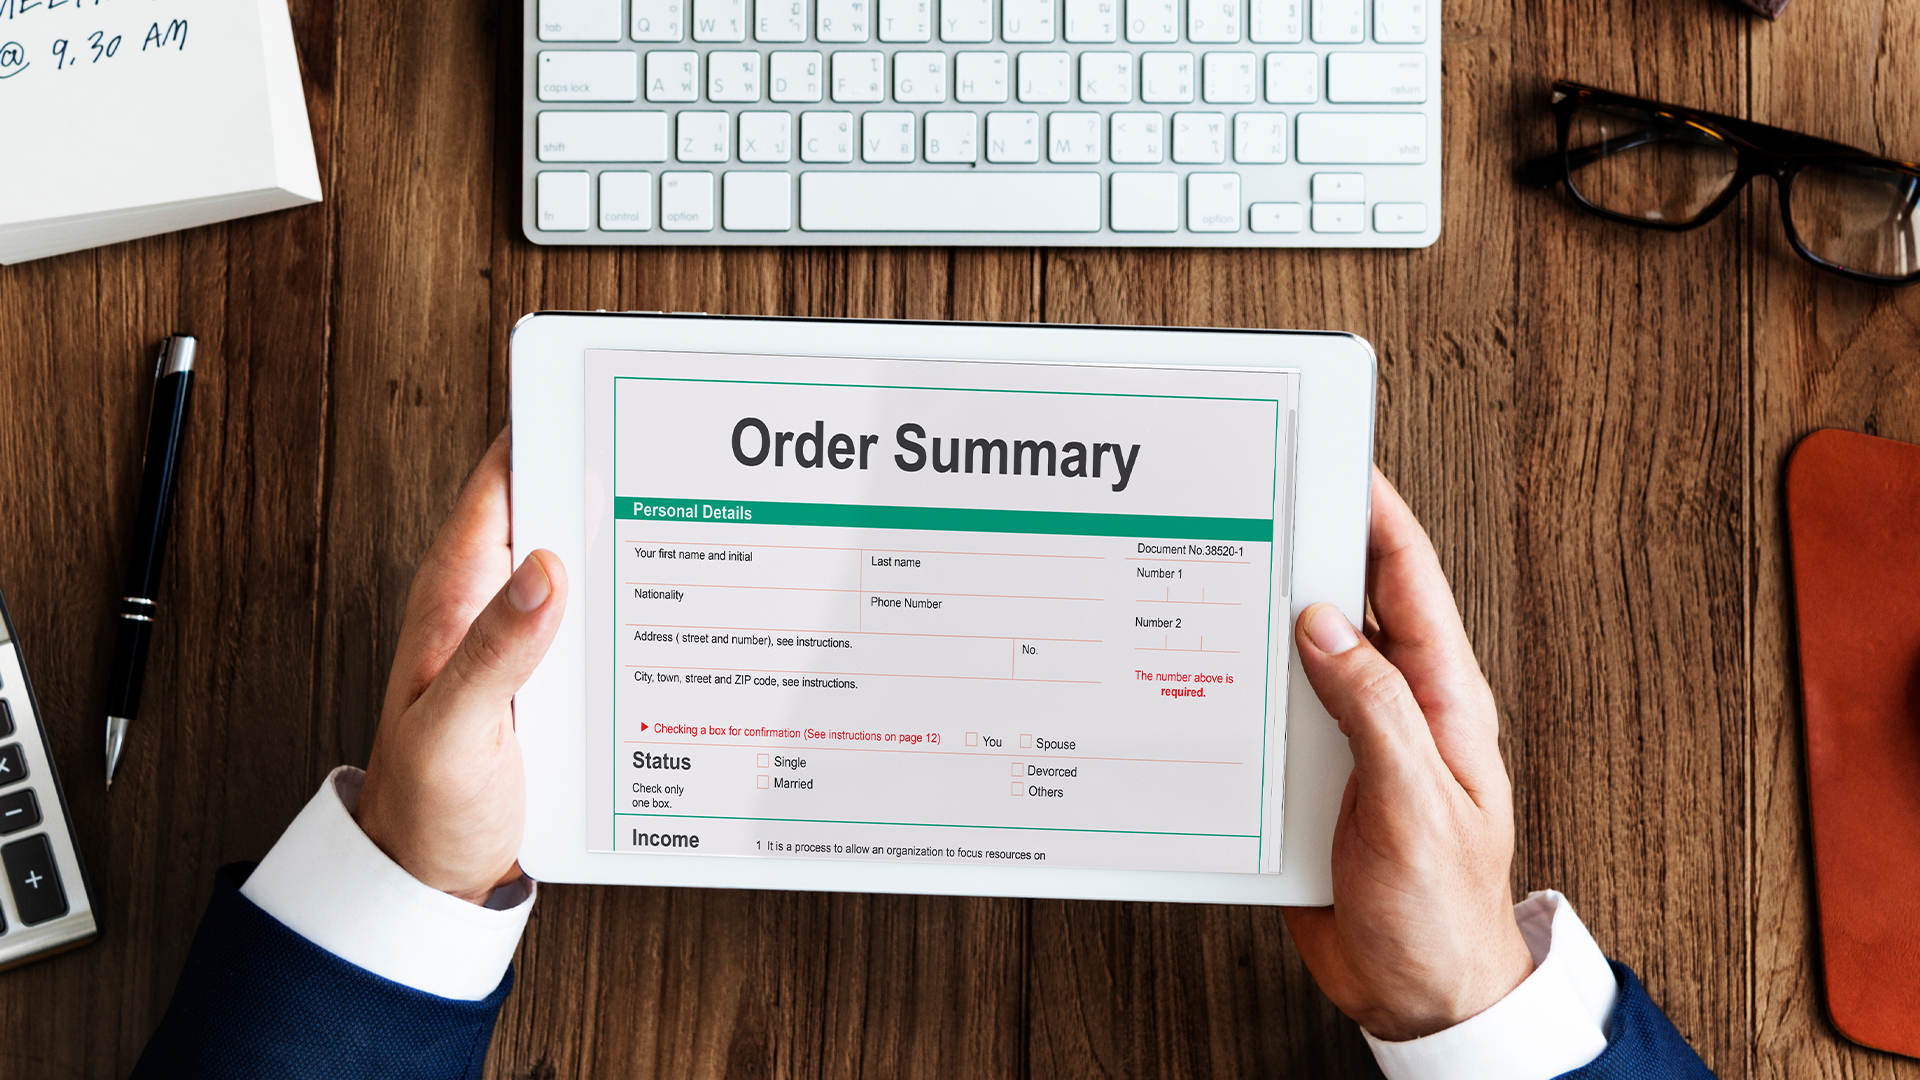 @ 9.30 AM
tab Q W E R T Y U I O P
caps lock A S D F G H J K L enter
return
shift Z X C V B N M < > ? shift
fn control alt
option alt
option
Order Summary
Personal Details
Document No.38520-1
Your first name and initial
Last name
Number 1
Nationality
Phone Number
Number 2
Address ( street and number), see instructions.
No.
The number above is
required.
City, town, street and ZIP code, see instructions.
Checking a box for confirmation (See instructions on page 12)
You
Spouse
Status
Single
Devorced
Married
Others
Check only
one box.
Income
1 It is a process to allow an organization to focus resources on
×
−
+